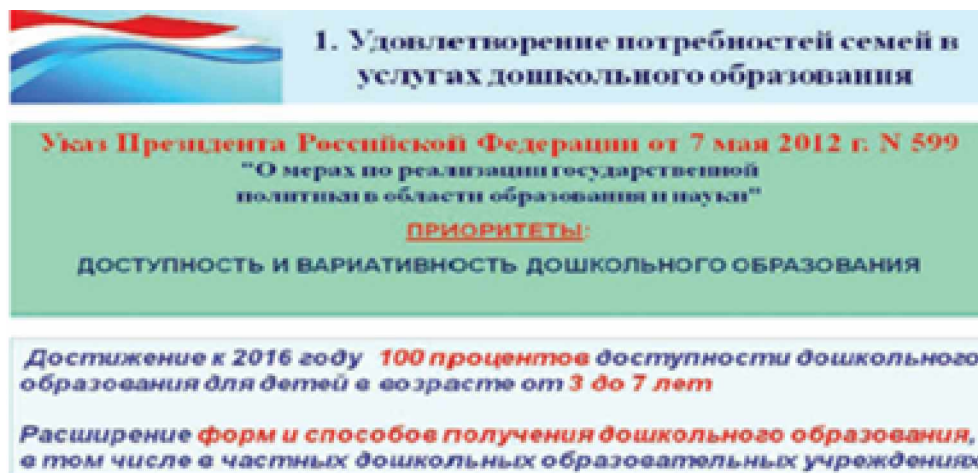 1. Удовлетворение потребностей семей в
услугах дошкольного образования
Указ Президента Российской Федерации от 7 мая 2012 г. N 599
"О мерах по реализации государственной
политики в области образования и науки"
ПРИОРИТЕТЫ:
ДОСТУПНОСТЬ И ВАРИАТИВНОСТЬ ДОШКОЛЬНОГО ОБРАЗОВАНИЯ
Достижение к 2016 году 100 процентов доступности дошкольного
образования для детей в возрасте от 3 до 7 лет
Расширение форм и способов получения дошкольного образования,
в том числе в частных дошкольных образовательных учреждения